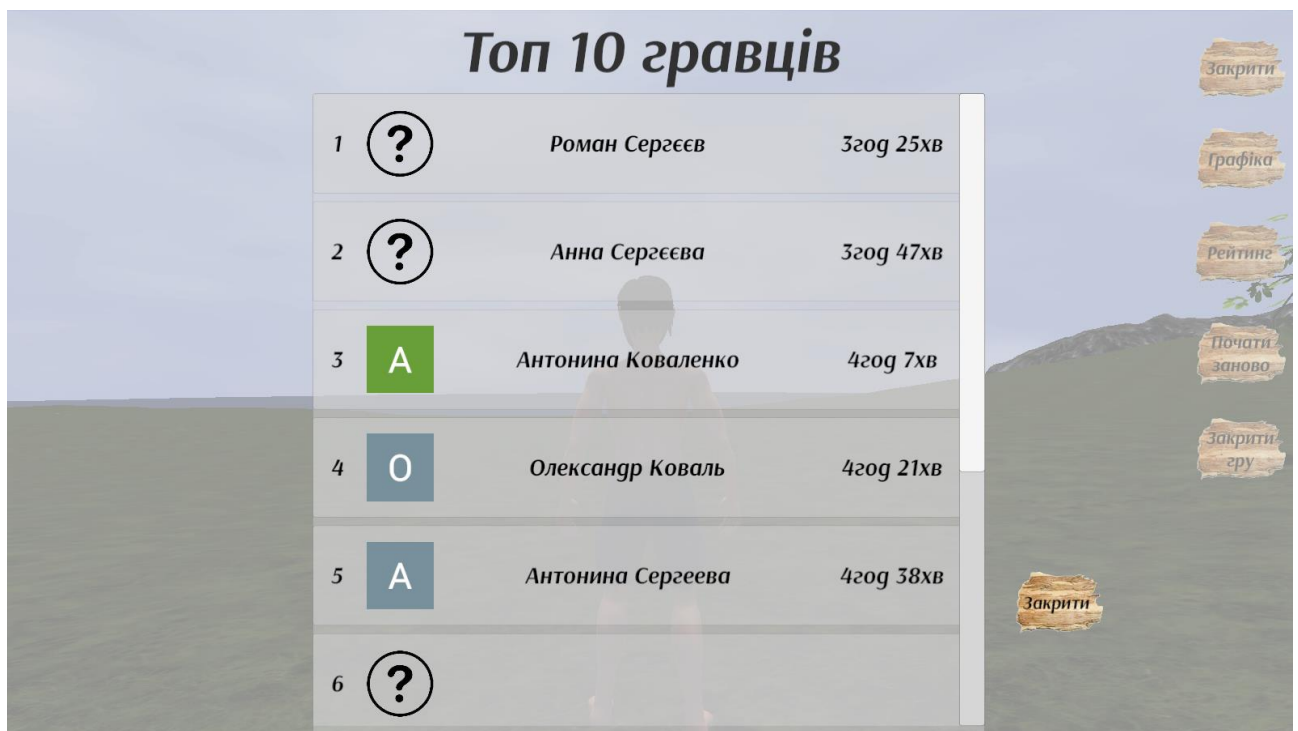 Топ 10 гравців
1 Роман Сергєєв 3год 25хв
2 Анна Сергєєва 3год 47хв
3 А Антонина Коваленко 4год 7хв
4 О Олександр Коваль 4год 21хв
5 А Антонина Сергеева 4год 38хв
6
Закрити
Графіка
Рейтинг
Почати
заново
Закрити
гру
Закрити